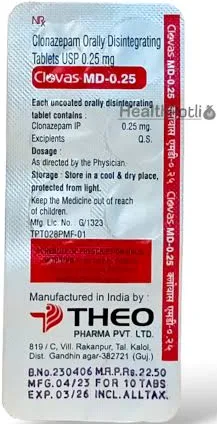 NRx
Clonazepam Orally Disintegrating
Tablets USP 0.25 mg
Clovas-MD-0.25
Each uncoated orally disintegrating
tablet contains :
Clonazepam IP 0.25 mg.
Excipients Q.S.
Dosage :
As directed by the Physician.
Storage : Store in a cool & dry place,
protected from light.
Keep the Medicine out of reach
of children.
Mfg. Lic No. G/1323
TPT028PMF-01
Manufactured in India by :
THEO
PHARMA PVT. LTD.
819 / C, Vill. Rakanpur, Tal. Kalol,
Dist. Gandhin agar-382721 (Guj.)
B.No.230406 M.R.P.Rs.22.50
MFG.04/23 FOR 10 TABS
EXP.03/26 INCL.ALLTAX.
Clovas-MD-0.25
Clovas-MD-0.25